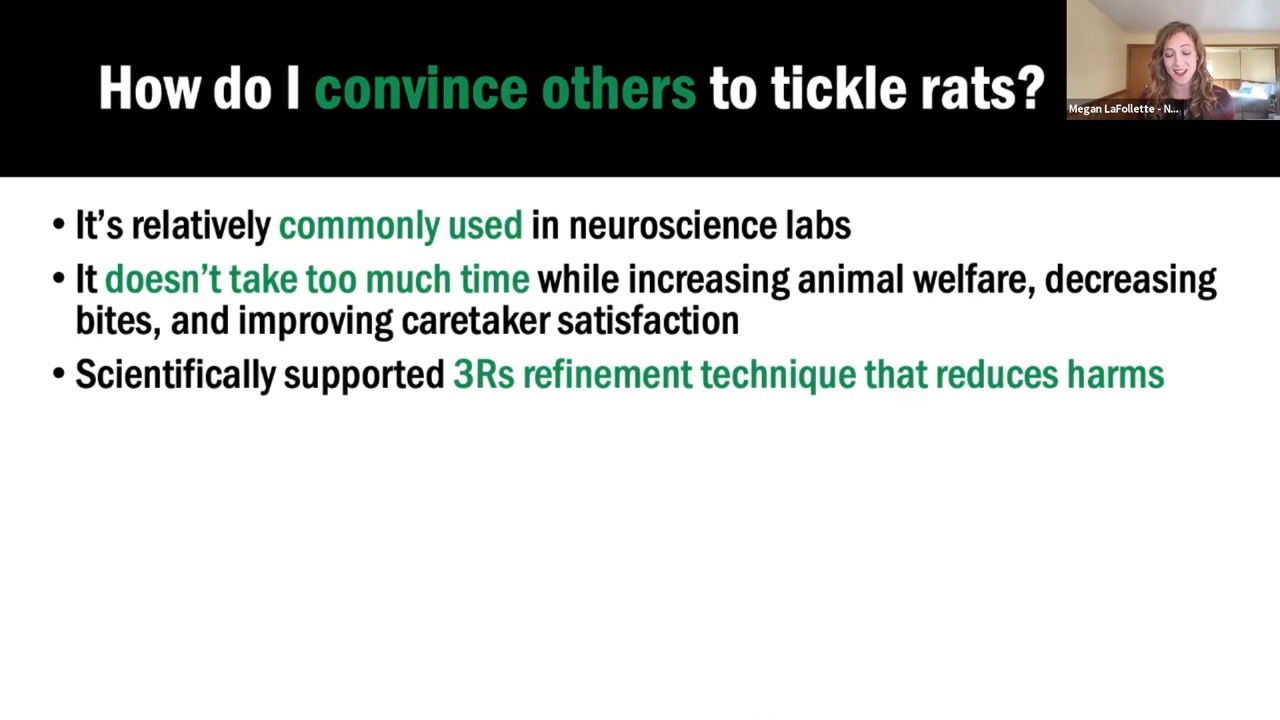 How do I convince others to tickle rats?
Megan LaFollette - N...
• It’s relatively commonly used in neuroscience labs
• It doesn’t take too much time while increasing animal welfare, decreasing
bites, and improving caretaker satisfaction
• Scientifically supported 3Rs refinement technique that reduces harms